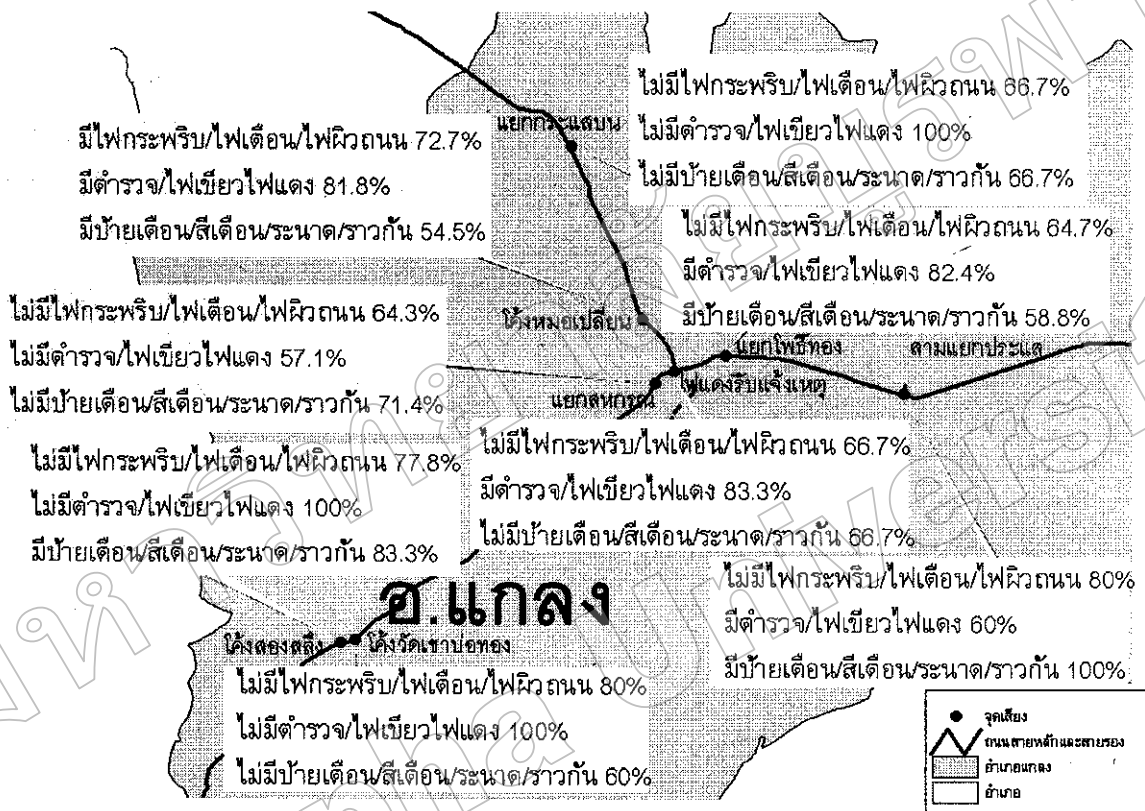 ไม่มีไฟกระพริบ/ไฟเตือน/ไฟผิวถนน 66.7%
ไม่มีตำรวจ/ไฟเขียวไฟแดง 100%
ไม่มีป้ายเตือน/สีเตือน/ระนาด/ราวกัน 66.7%
แยกกระแสบน
มีไฟกระพริบ/ไฟเตือน/ไฟผิวถนน 72.7%
มีตำรวจ/ไฟเขียวไฟแดง 81.8%
มีป้ายเตือน/สีเตือน/ระนาด/ราวกัน 54.5%
ไม่มีไฟกระพริบ/ไฟเตือน/ไฟผิวถนน 64.7%
มีตำรวจ/ไฟเขียวไฟแดง 82.4%
มีป้ายเตือน/สีเตือน/ระนาด/ราวกัน 58.8%
ไม่มีไฟกระพริบ/ไฟเตือน/ไฟผิวถนน 64.3%
ไม่มีตำรวจ/ไฟเขียวไฟแดง 57.1%
ไม่มีป้ายเตือน/สีเตือน/ระนาด/ราวกัน 71.4%
โค้งหมอเปลี่ยน
แยกโพธิ์ทอง
สามแยกประแส
ไฟแดงรับแจ้งเหตุ
แยกสหกรณ์
ไม่มีไฟกระพริบ/ไฟเตือน/ไฟผิวถนน 77.8%
ไม่มีตำรวจ/ไฟเขียวไฟแดง 100%
มีป้ายเตือน/สีเตือน/ระนาด/ราวกัน 83.3%
ไม่มีไฟกระพริบ/ไฟเตือน/ไฟผิวถนน 66.7%
มีตำรวจ/ไฟเขียวไฟแดง 83.3%
ไม่มีป้ายเตือน/สีเตือน/ระนาด/ราวกัน 66.7%
ไม่มีไฟกระพริบ/ไฟเตือน/ไฟผิวถนน 80%
มีตำรวจ/ไฟเขียวไฟแดง 60%
มีป้ายเตือน/สีเตือน/ระนาด/ราวกัน 100%
อ.แกลง
โค้งสองสลึง
โค้งวัดเขาบ่อทอง
ไม่มีไฟกระพริบ/ไฟเตือน/ไฟผิวถนน 80%
ไม่มีตำรวจ/ไฟเขียวไฟแดง 100%
ไม่มีป้ายเตือน/สีเตือน/ระนาด/ราวกัน 60%
จุดเสี่ยง
ถนนสายหลักและสายรอง
อำเภอแกลง
อำเภอ